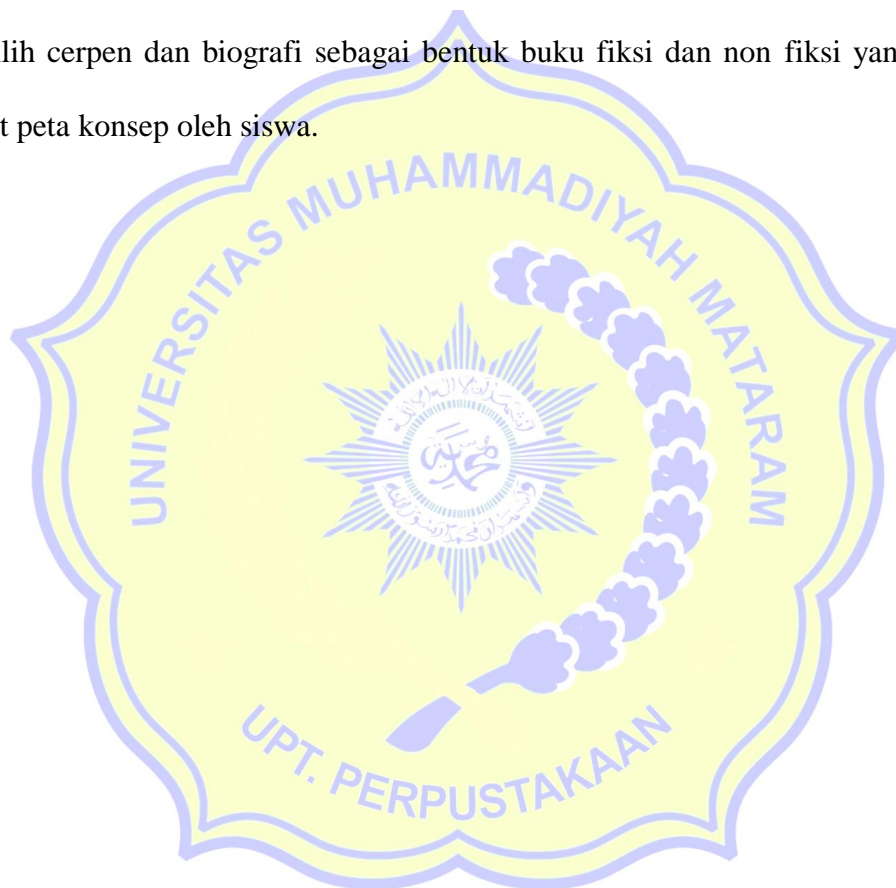 lih cerpen dan biografi sebagai bentuk buku fiksi dan non fiksi yan
t peta konsep oleh siswa.
UNIVERSITAS MUHAMMADIYAH MATARAM
محمدية
UPT. PERPUSTAKAAN